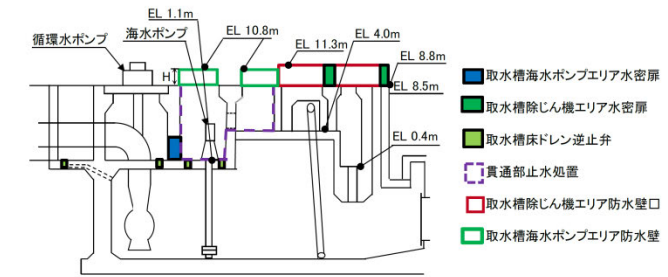 EL 1.1m
海水ポンプ
EL 10.8m
EL 4.0m
EL 11.3m
循環水ポンプ
EL 8.8m
H
EL 8.5m
EL 0.4m
取水槽海水ポンプエリア水密扉
取水槽除じん機エリア水密扉
取水槽床ドレン逆止弁
貫通部止水処置
取水槽除じん機エリア防水壁口
取水槽海水ポンプエリア防水壁